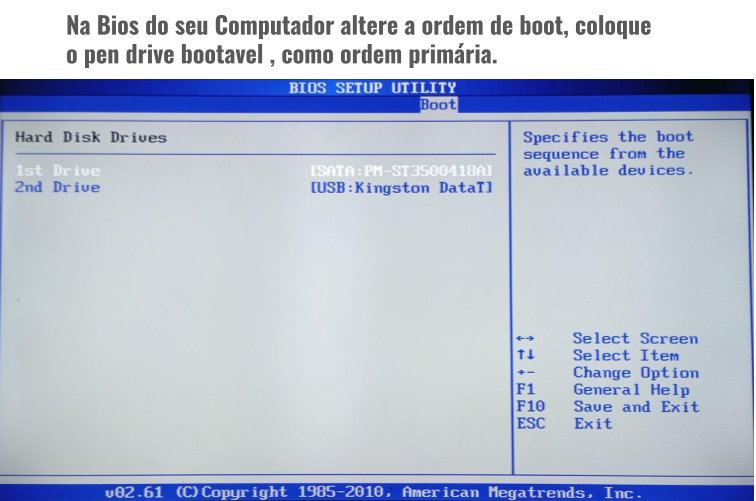 Na Bios do seu Computador altere a ordem de boot, coloque
o pen drive bootavel , como ordem primária.
BIOS SETUP UTILITY
Boot
Hard Disk Drives
1st Drive [SATA:PM-ST3500418A]
2nd Drive [USB:Kingston DataT]
Specifies the boot
sequence from the
available devices.
↔ Select Screen
↑↓ Select Item
+- Change Option
F1 General Help
F10 Save and Exit
ESC Exit
v02.61 (C)Copyright 1985-2010, American Megatrends, Inc.